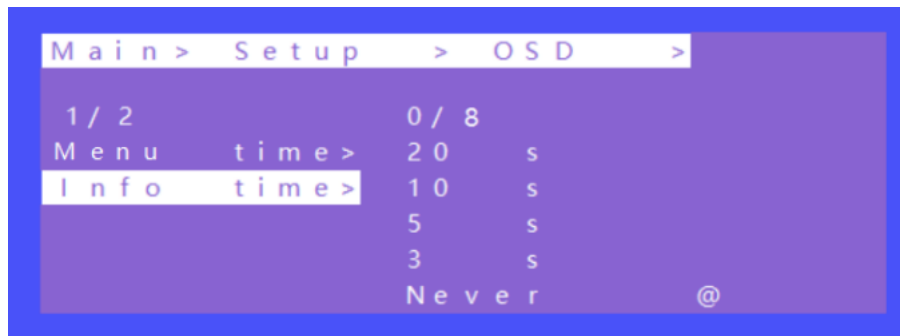 Main> Setup > OSD >
1/2 0/8
Menu time> 20 s
Info time> 10 s
5 s
3 s
Never @